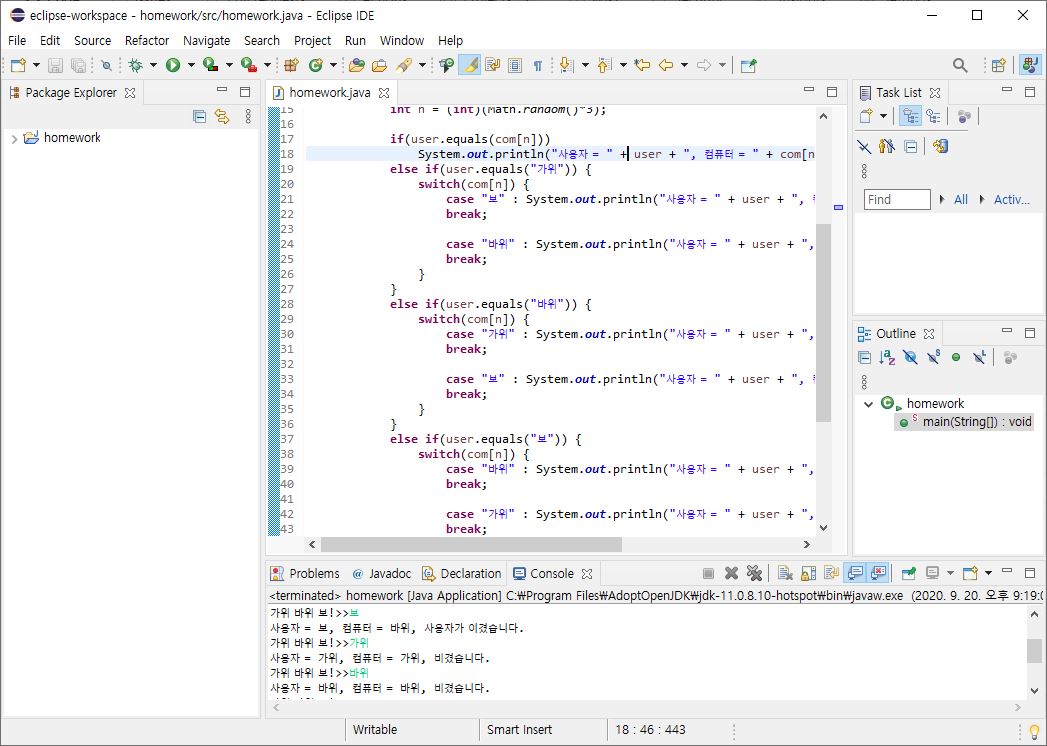 eclipse-workspace - homework/src/homework.java - Eclipse IDE
File Edit Source Refactor Navigate Search Project Run Window Help
Package Explorer
homework
homework.java
15 int n = (int)(Math.random()*3);
16
17 if(user.equals(com[n]))
18 System.out.println("사용자 = " + user + ", 컴퓨터 = " + com[n
19 else if(user.equals("가위")) {
20 switch(com[n]) {
21 case "보" : System.out.println("사용자 = " + user + ",
22 break;
23
24 case "바위" : System.out.println("사용자 = " + user + ",
25 break;
26 }
27 }
28 else if(user.equals("바위")) {
29 switch(com[n]) {
30 case "가위" : System.out.println("사용자 = " + user + ",
31 break;
32
33 case "보" : System.out.println("사용자 = " + user + ",
34 break;
35 }
36 }
37 else if(user.equals("보")) {
38 switch(com[n]) {
39 case "바위" : System.out.println("사용자 = " + user + ",
40 break;
41
42 case "가위" : System.out.println("사용자 = " + user + ",
43 break;
Task List
Find All Activ...
Outline
homework
main(String[]) : void
Problems @ Javadoc Declaration Console
<terminated> homework [Java Application] C:₩Program Files₩AdoptOpenJDK₩jdk-11.0.8.10-hotspot₩bin₩javaw.exe (2020. 9. 20. 오후 9:19:0
가위 바위 보!>>보
사용자 = 보, 컴퓨터 = 바위, 사용자가 이겼습니다.
가위 바위 보!>>가위
사용자 = 가위, 컴퓨터 = 가위, 비겼습니다.
가위 바위 보!>>바위
사용자 = 바위, 컴퓨터 = 바위, 비겼습니다.
Writable Smart Insert 18 : 46 : 443